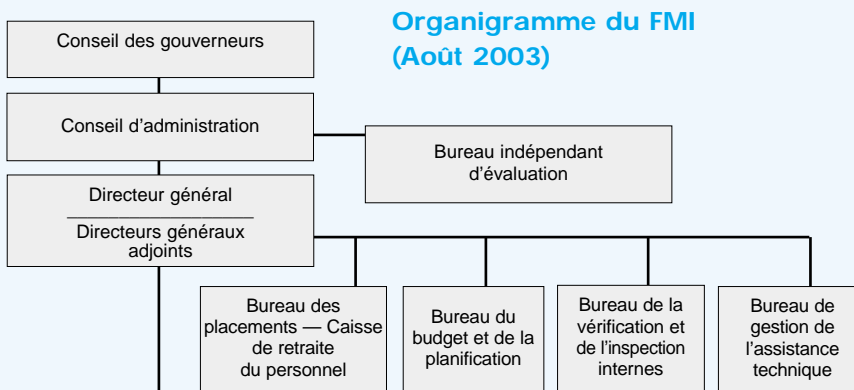 Organigramme du FMI
(Août 2003)
Conseil des gouverneurs
Conseil d'administration
Bureau indépendant
d'évaluation
Directeur général
Directeurs généraux
adjoints
Bureau des
placements — Caisse
de retraite
du personnel
Bureau du
budget et de la
planification
Bureau de la
vérification et
de l'inspection
internes
Bureau de
gestion de
l'assistance
technique